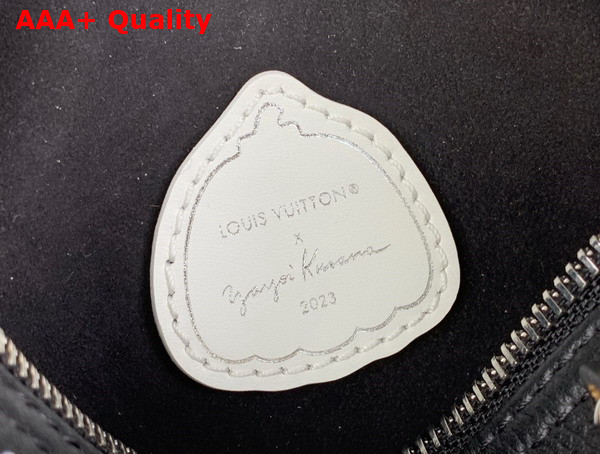 AAA+ Quality
LOUIS VUITTON®
x
Yayoi Kusama
2023